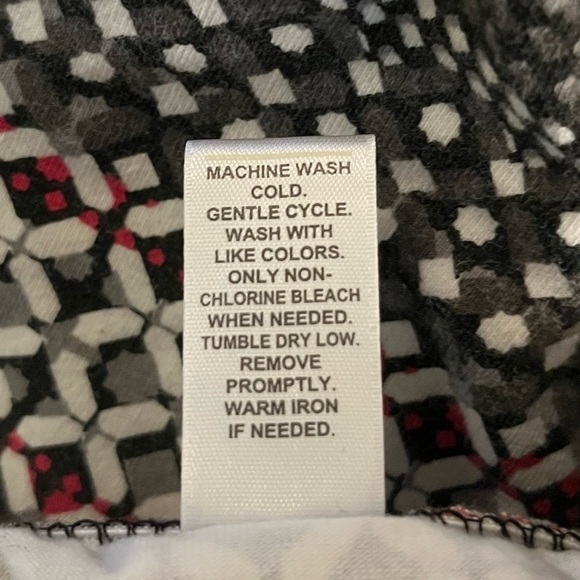 MACHINE WASH
COLD.
GENTLE CYCLE.
WASH WITH
LIKE COLORS.
ONLY NON-
CHLORINE BLEACH
WHEN NEEDED.
TUMBLE DRY LOW.
REMOVE
PROMPTLY.
WARM IRON
IF NEEDED.